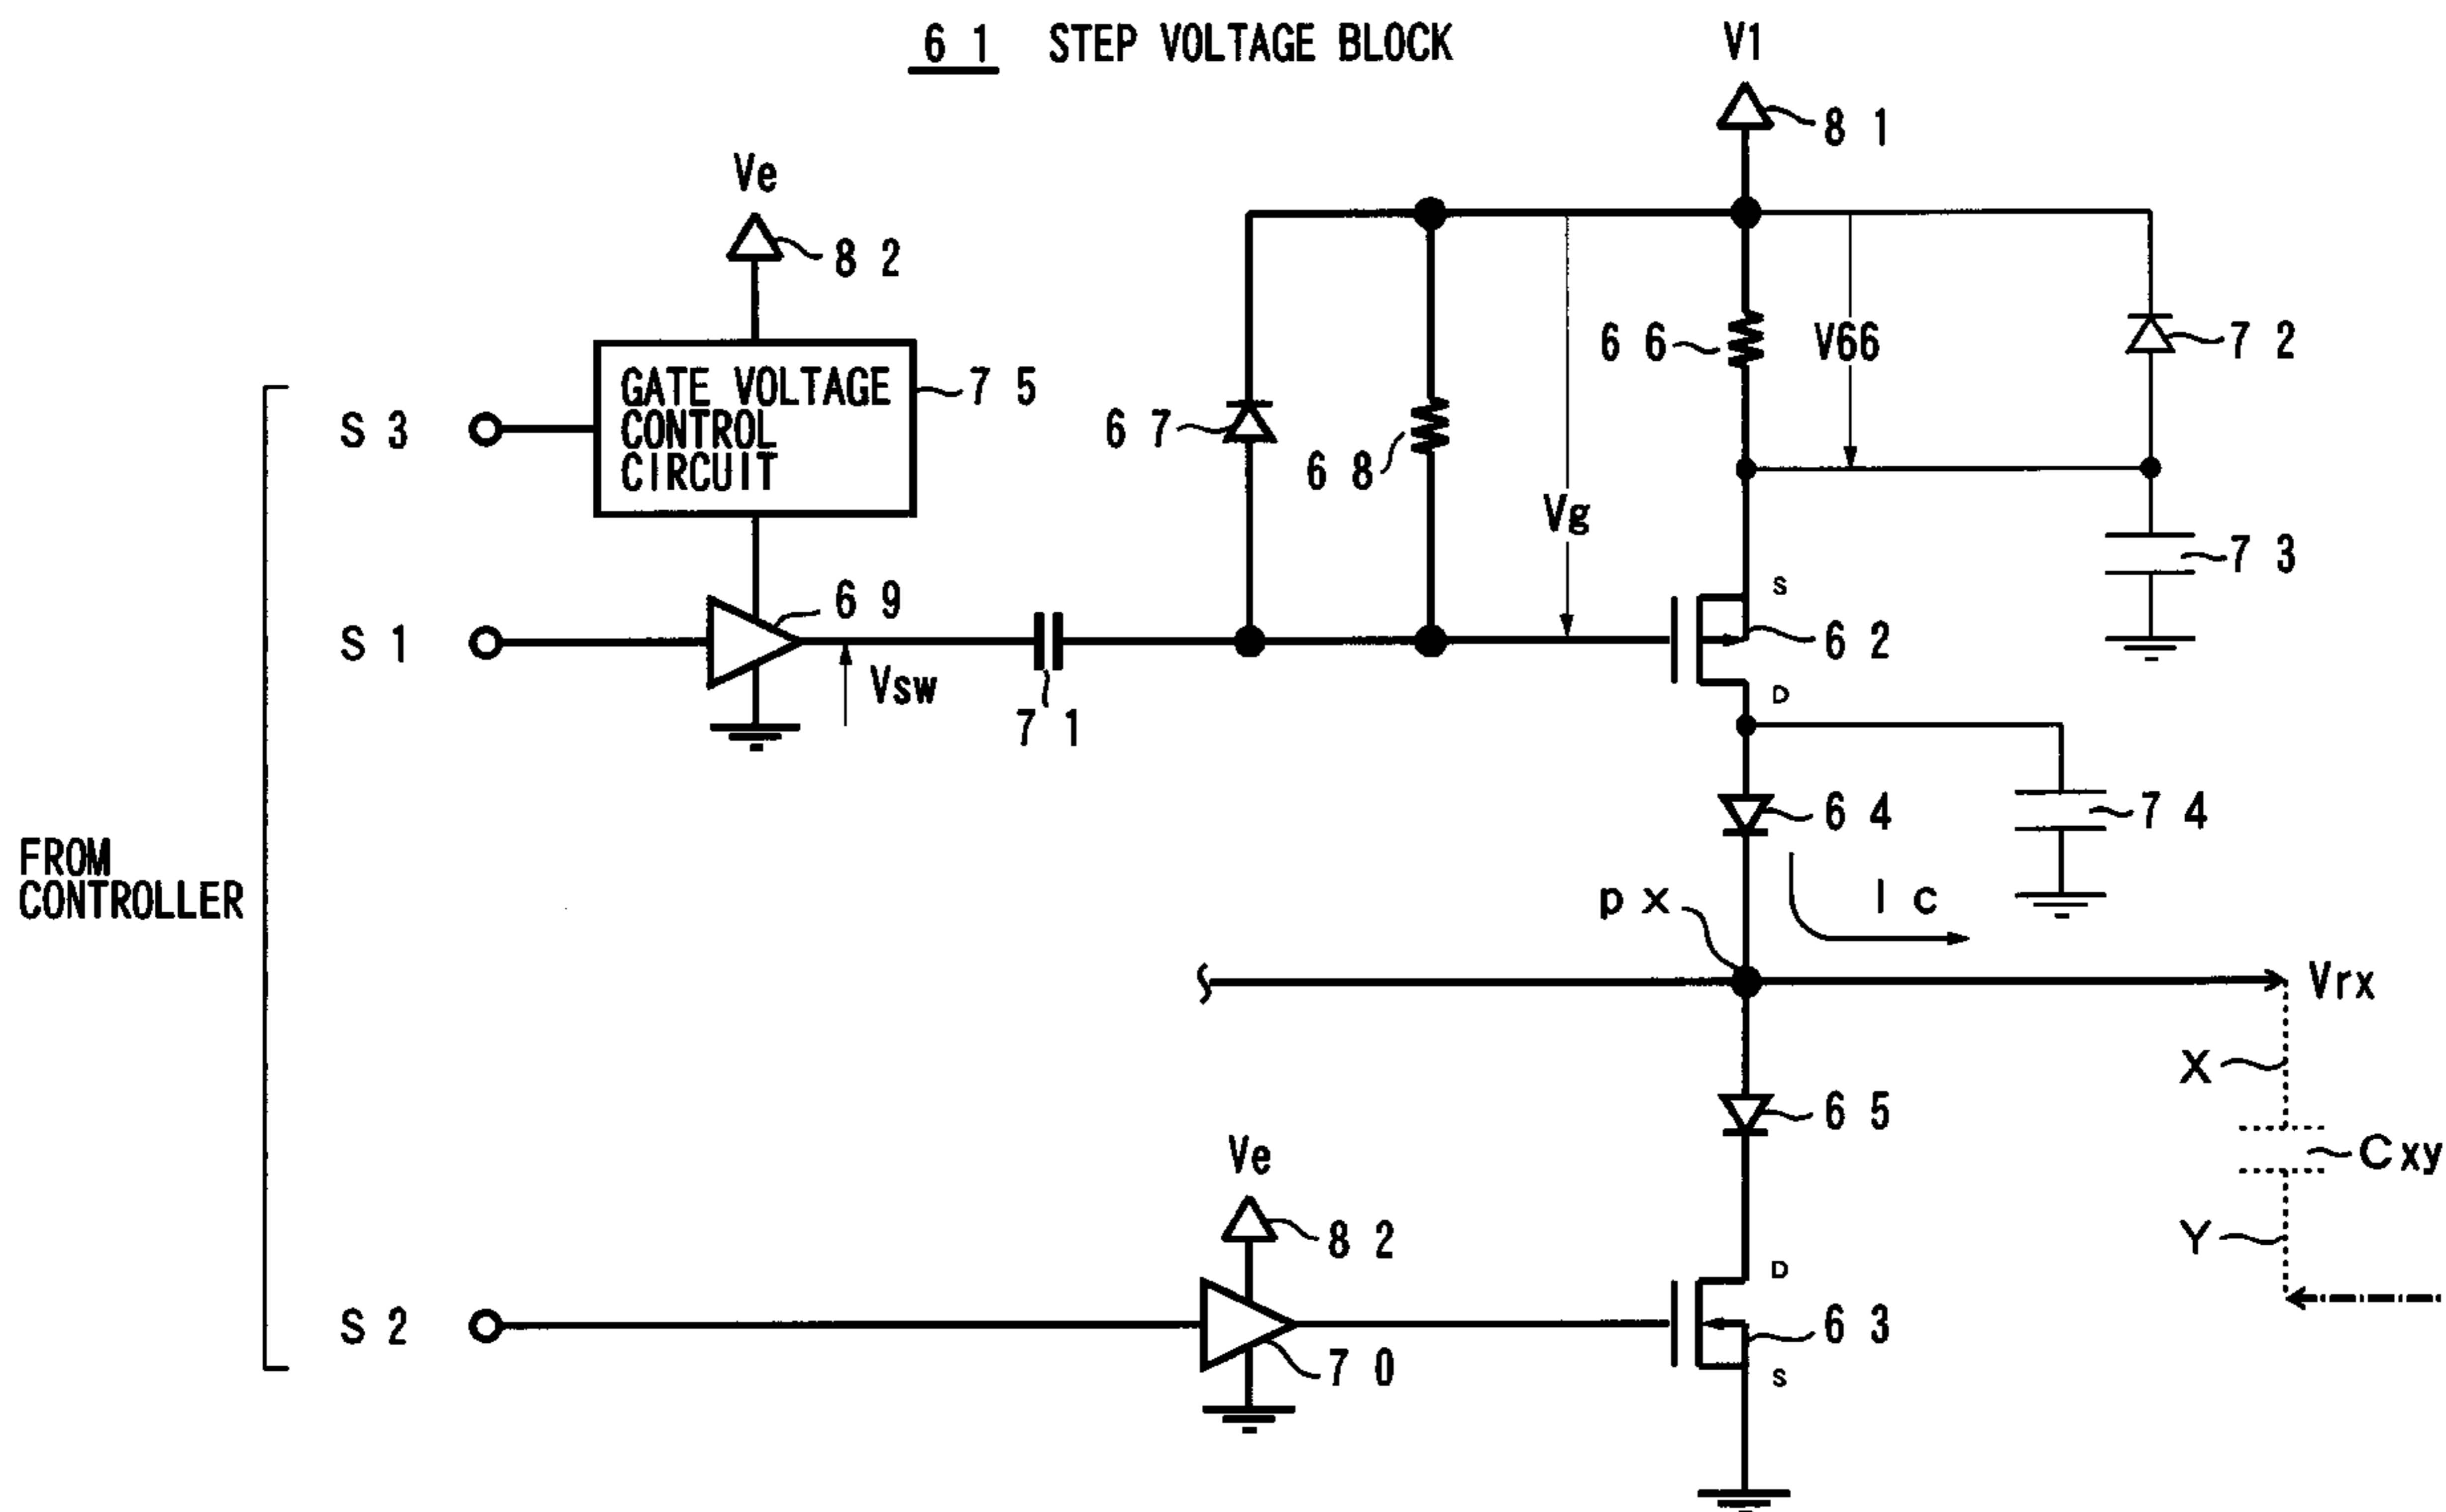 61 STEP VOLTAGE BLOCK
V1
81
Ve
82
GATE VOLTAGE
CONTROL
CIRCUIT
75
S3
67
68
Vg
66
V66
72
73
S
62
D
S1
69
Vsw
71
64
74
FROM
CONTROLLER
px
Ic
Vrx
X
65
Cxy
Ve
82
Y
D
S2
70
63
S